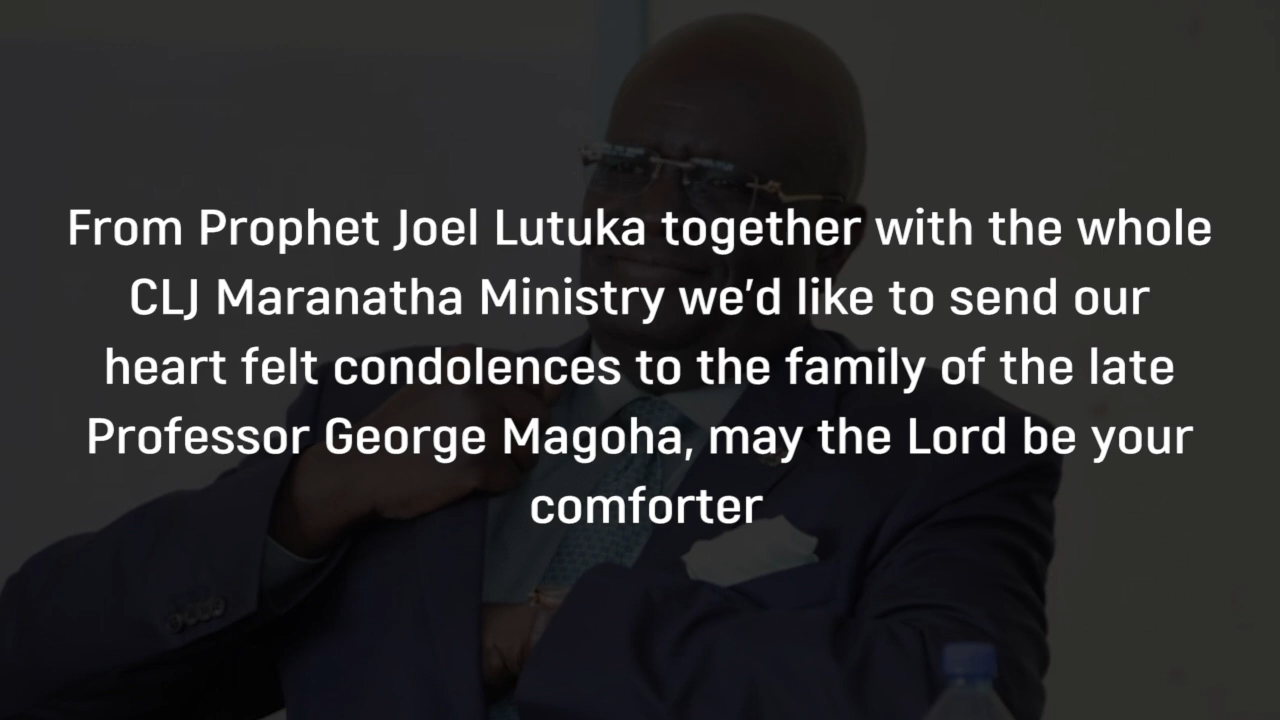 From Prophet Joel Lutuka together with the whole
CLJ Maranatha Ministry we'd like to send our
heart felt condolences to the family of the late
Professor George Magoha, may the Lord be your
comforter